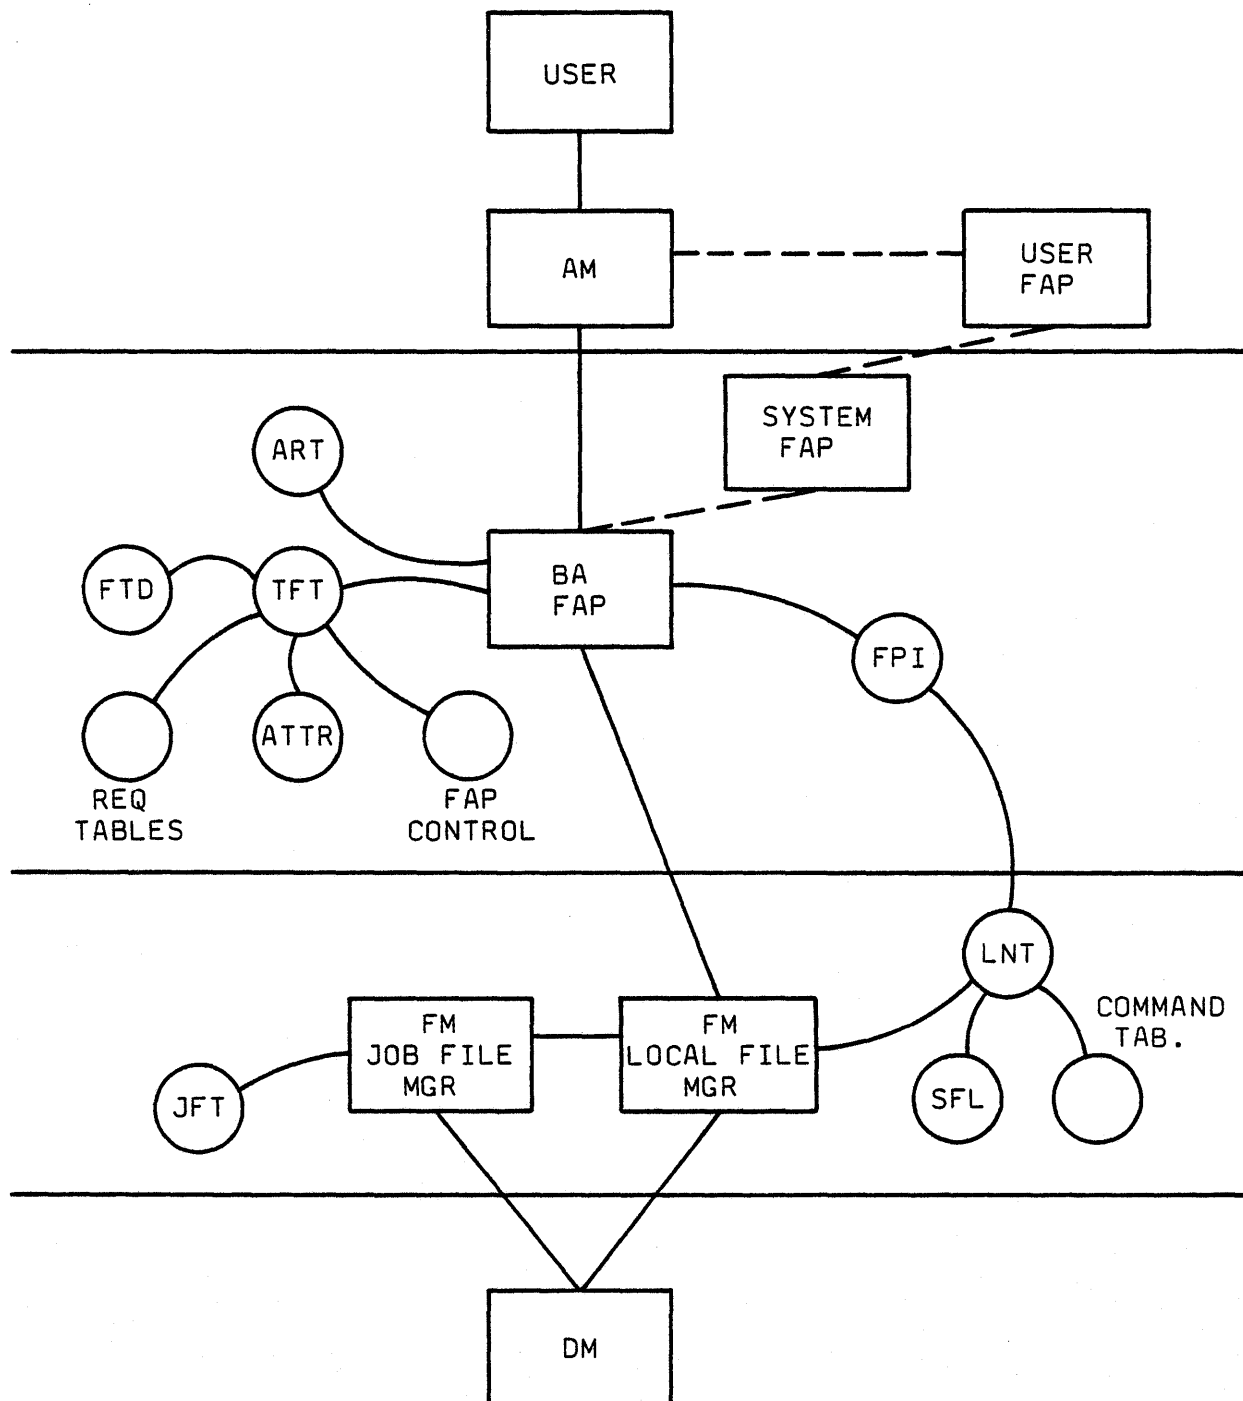 USER
AM
USER
FAP
SYSTEM
FAP
ART
BA
FAP
FTD
TFT
FPI
ATTR
REQ
TABLES
FAP
CONTROL
LNT
COMMAND
TAB.
FM
JOB FILE
MGR
FM
LOCAL FILE
MGR
JFT
SFL
DM